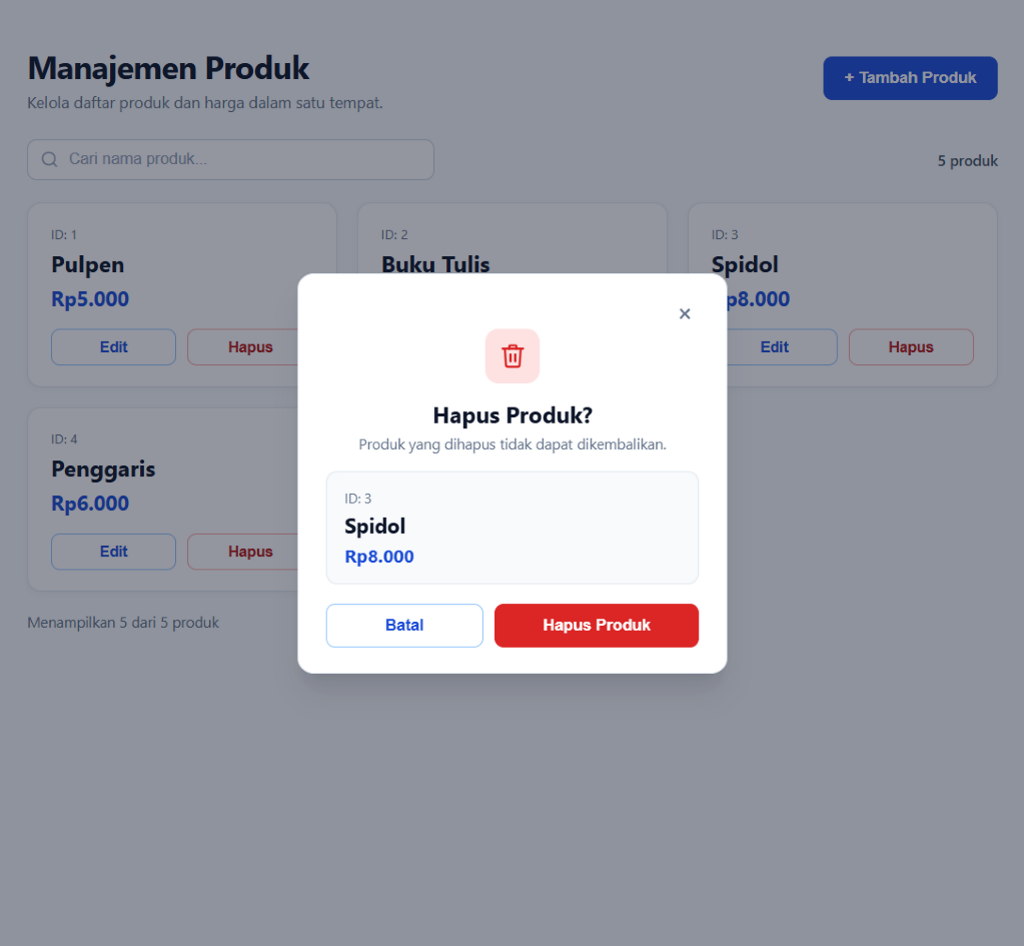 Manajemen Produk
Kelola daftar produk dan harga dalam satu tempat.
+ Tambah Produk
Cari nama produk...
5 produk
ID: 1
Pulpen
Rp5.000
Edit
Hapus
ID: 2
Buku Tulis
ID: 3
Spidol
p8.000
Edit
Hapus
ID: 4
Penggaris
Rp6.000
Edit
Hapus
Menampilkan 5 dari 5 produk
×
Hapus Produk?
Produk yang dihapus tidak dapat dikembalikan.
ID: 3
Spidol
Rp8.000
Batal
Hapus Produk